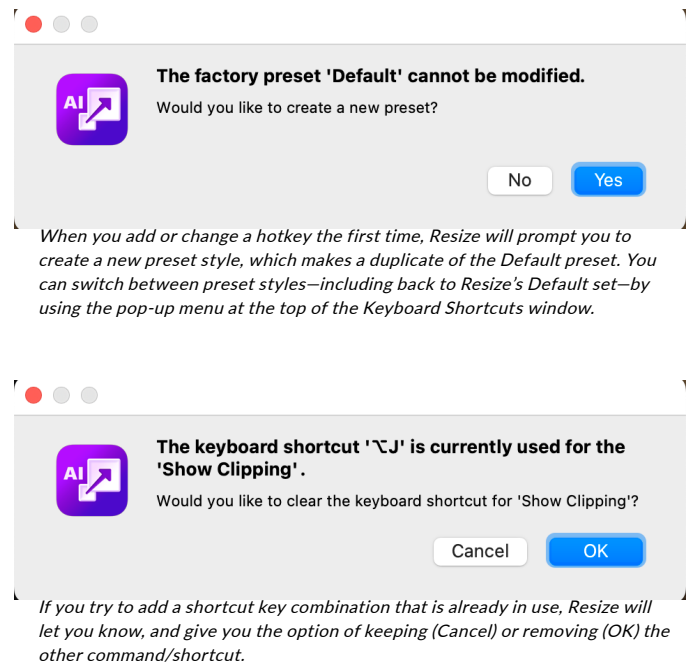 AI
The factory preset 'Default' cannot be modified.
Would you like to create a new preset?
No
Yes
When you add or change a hotkey the first time, Resize will prompt you to
create a new preset style, which makes a duplicate of the Default preset. You
can switch between preset styles—including back to Resize’s Default set—by
using the pop-up menu at the top of the Keyboard Shortcuts window.
AI
The keyboard shortcut '⌥J' is currently used for the
'Show Clipping'.
Would you like to clear the keyboard shortcut for 'Show Clipping'?
Cancel
OK
If you try to add a shortcut key combination that is already in use, Resize will
let you know, and give you the option of keeping (Cancel) or removing (OK) the
other command/shortcut.